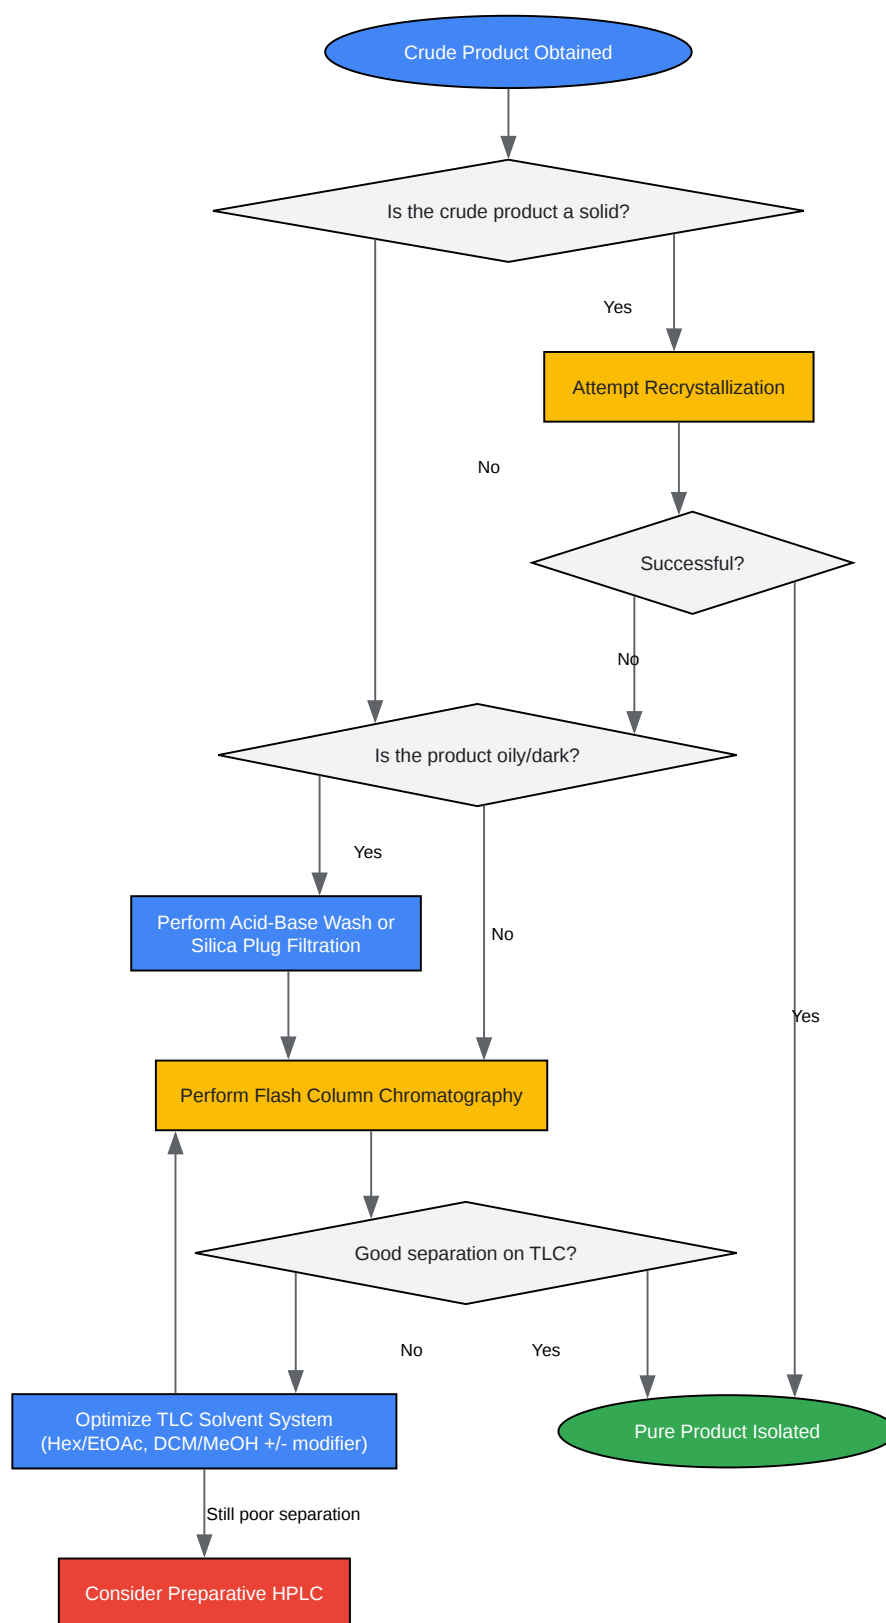 Crude Product Obtained
Is the crude product a solid?
Yes
Attempt Recrystallization
No
Successful?
No
Is the product oily/dark?
Yes
Perform Acid-Base Wash or
Silica Plug Filtration
No
Yes
Perform Flash Column Chromatography
Good separation on TLC?
No
Yes
Optimize TLC Solvent System
(Hex/EtOAc, DCM/MeOH +/- modifier)
Pure Product Isolated
Still poor separation
Consider Preparative HPLC